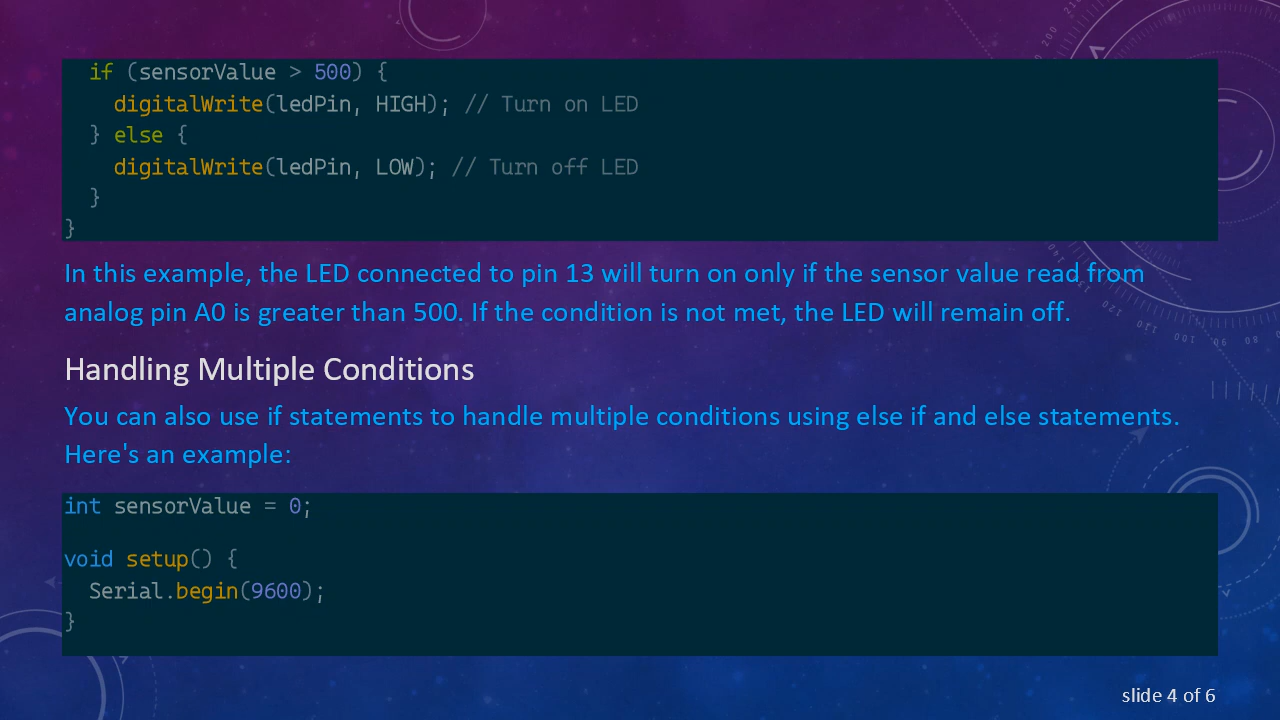 if (sensorValue > 500) {
digitalWrite(ledPin, HIGH); // Turn on LED
} else {
digitalWrite(ledPin, LOW); // Turn off LED
}
}
In this example, the LED connected to pin 13 will turn on only if the sensor value read from
analog pin A0 is greater than 500. If the condition is not met, the LED will remain off.
Handling Multiple Conditions
You can also use if statements to handle multiple conditions using else if and else statements.
Here's an example:
int sensorValue = 0;
void setup() {
Serial.begin(9600);
}
slide 4 of 6